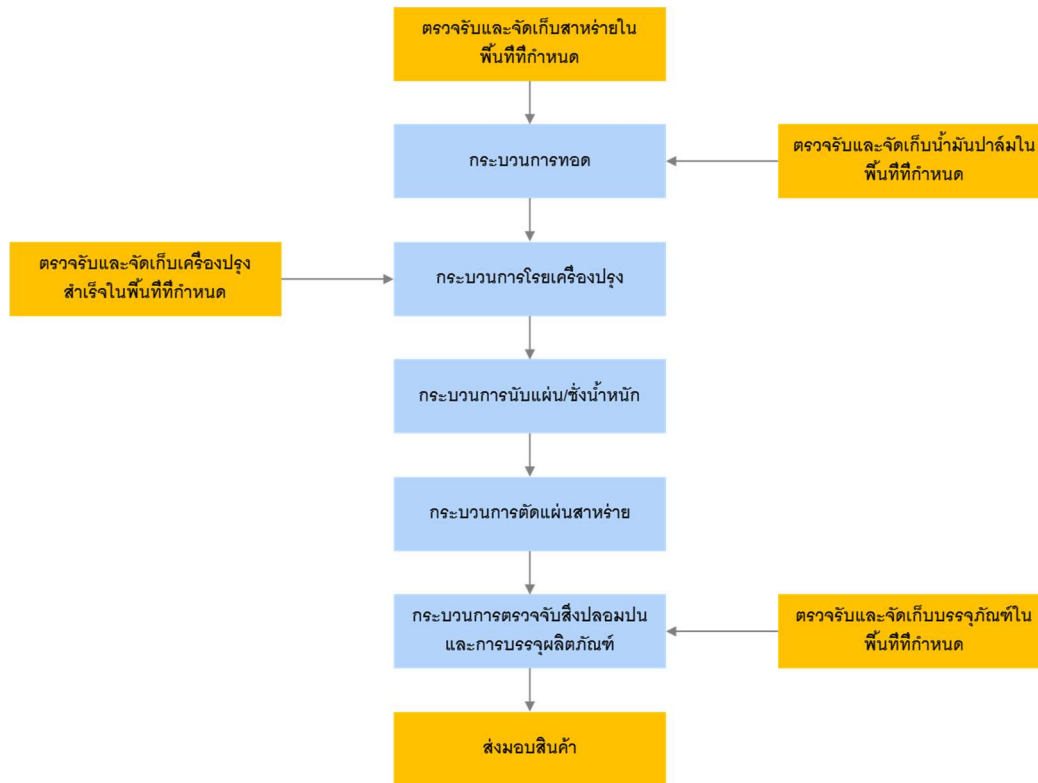 ตรวจรับและจัดเก็บสาหร่ายใน
พื้นที่ที่กำหนด
กระบวนการทอด
ตรวจรับและจัดเก็บน้ำมันปาล์มใน
พื้นที่ที่กำหนด
ตรวจรับและจัดเก็บเครื่องปรุง
สำเร็จในพื้นที่ที่กำหนด
กระบวนการโรยเครื่องปรุง
กระบวนการนับแผ่น/ชั่งน้ำหนัก
กระบวนการตัดแผ่นสาหร่าย
กระบวนการตรวจจับสิ่งปลอมปน
และการบรรจุผลิตภัณฑ์
ตรวจรับและจัดเก็บบรรจุภัณฑ์ใน
พื้นที่ที่กำหนด
ส่งมอบสินค้า